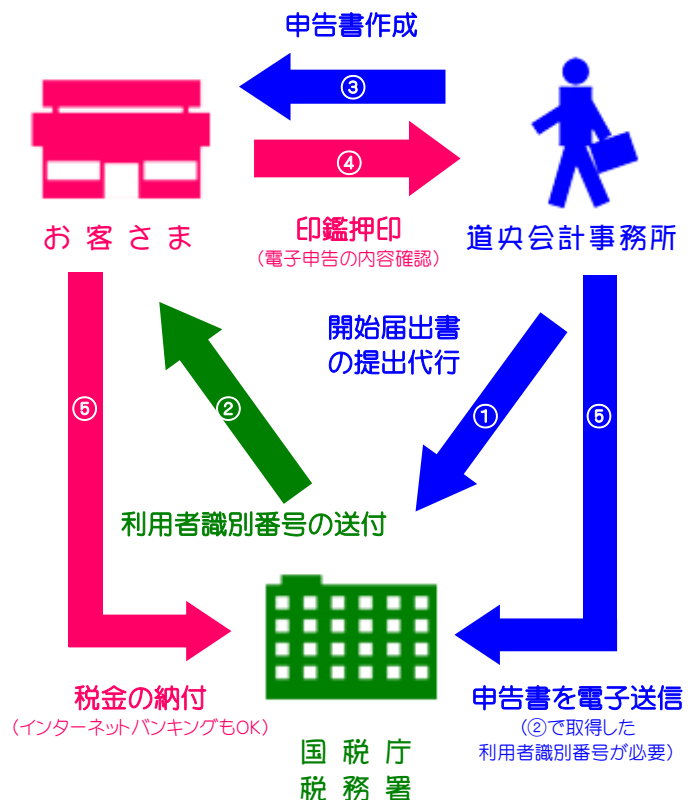 申告書作成
③
④
お客さま
印鑑押印
(電子申告の内容確認)
道央会計事務所
開始届出書
の提出代行
⑤
②
①
⑤
利用者識別番号の送付
税金の納付
(インターネットバンキングもOK)
申告書を電子送信
(②で取得した
利用者識別番号が必要)
国税庁
税務署